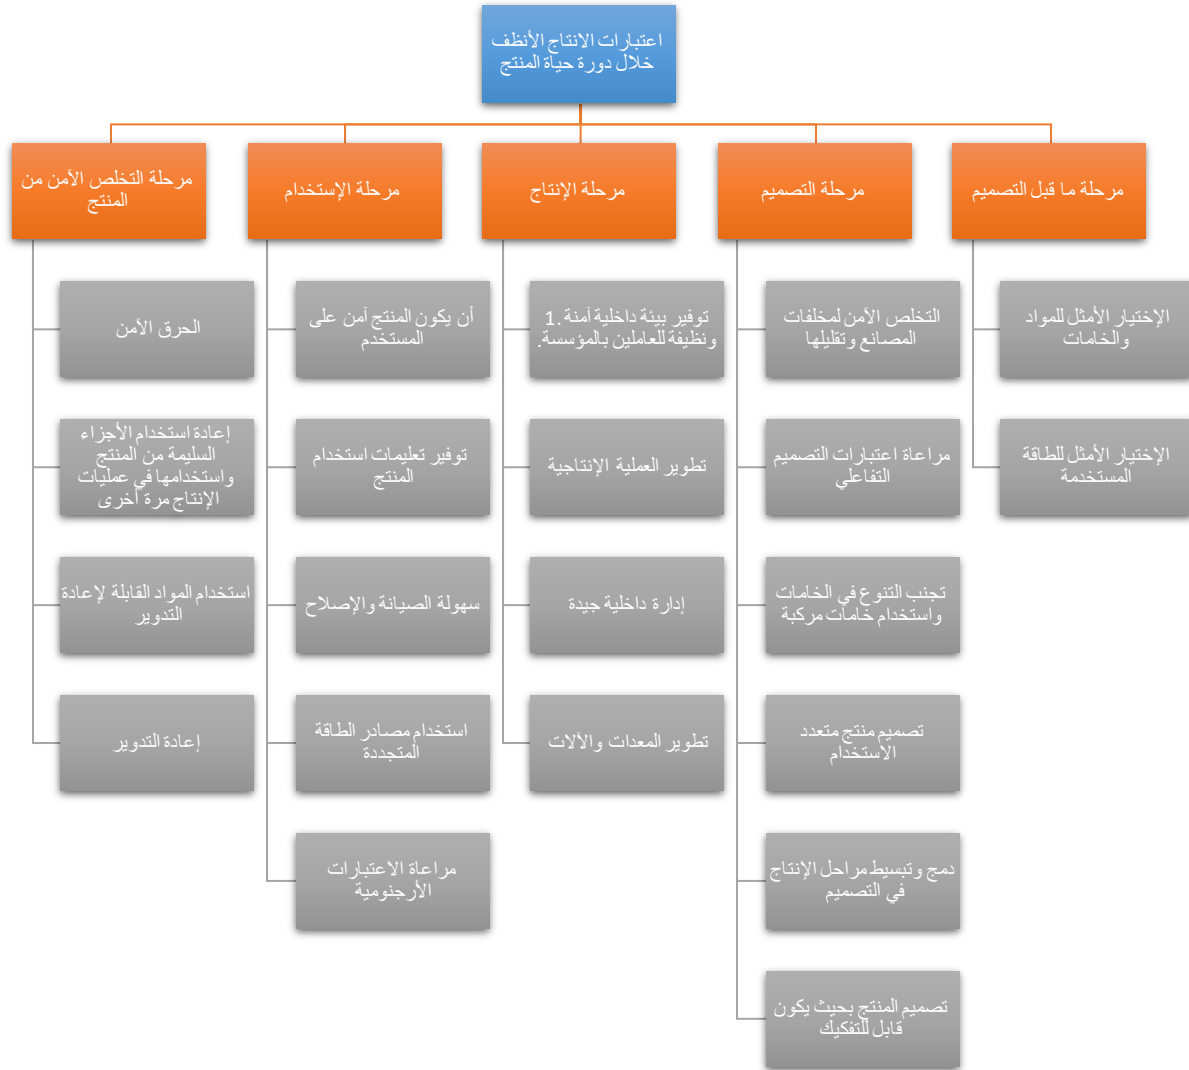 اعتبارات الانتاج الأنظف
خلال دورة حياة المنتج
مرحلة ما قبل التصميم
الإختيار الأمثل للمواد
والخامات
الإختيار الأمثل للطاقة
المستخدمة
مرحلة التصميم
التخلص الأمن لمخلفات
المصانع وتقليلها
مراعاة اعتبارات التصميم
التفاعلي
تجنب التنوع في الخامات
واستخدام خامات مركبة
تصميم منتج متعدد
الاستخدام
دمج وتبسيط مراحل الإنتاج
في التصميم
تصميم المنتج بحيث يكون
قابل للتفكيك
مرحلة الإنتاج
1. توفير بيئة داخلية آمنة
ونظيفة للعاملين بالمؤسسة.
تطوير العملية الإنتاجية
إدارة داخلية جيدة
تطوير المعدات والآلات
مرحلة الإستخدام
أن يكون المنتج آمن على
المستخدم
توفير تعليمات استخدام
المنتج
سهولة الصيانة والإصلاح
استخدام مصادر الطاقة
المتجددة
مراعاة الاعتبارات
الأرجنومية
مرحلة التخلص الأمن من
المنتج
الحرق الأمن
إعادة استخدام الأجزاء
السليمة من المنتج
واستخدامها في عمليات
الإنتاج مرة أخرى
استخدام المواد القابلة لإعادة
التدوير
إعادة التدوير